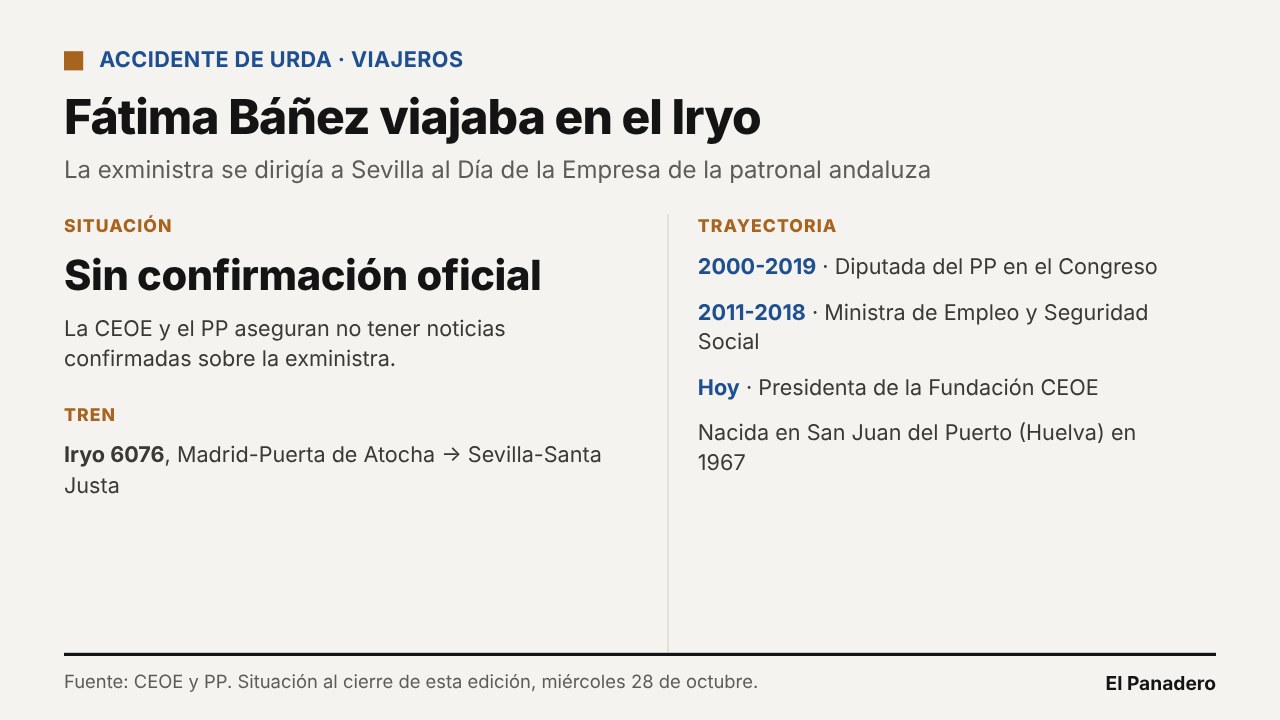 ACCIDENTE DE URDA · VIAJEROS
Fátima Báñez viajaba en el Iryo
La exministra se dirigía a Sevilla al Día de la Empresa de la patronal andaluza
SITUACIÓN
Sin confirmación oficial
La CEOE y el PP aseguran no tener noticias
confirmadas sobre la exministra.
TREN
Iryo 6076, Madrid-Puerta de Atocha → Sevilla-Santa
Justa
TRAYECTORIA
2000-2019 · Diputada del PP en el Congreso
2011-2018 · Ministra de Empleo y Seguridad
Social
Hoy · Presidenta de la Fundación CEOE
Nacida en San Juan del Puerto (Huelva) en
1967
Fuente: CEOE y PP. Situación al cierre de esta edición, miércoles 28 de octubre.
El Panadero